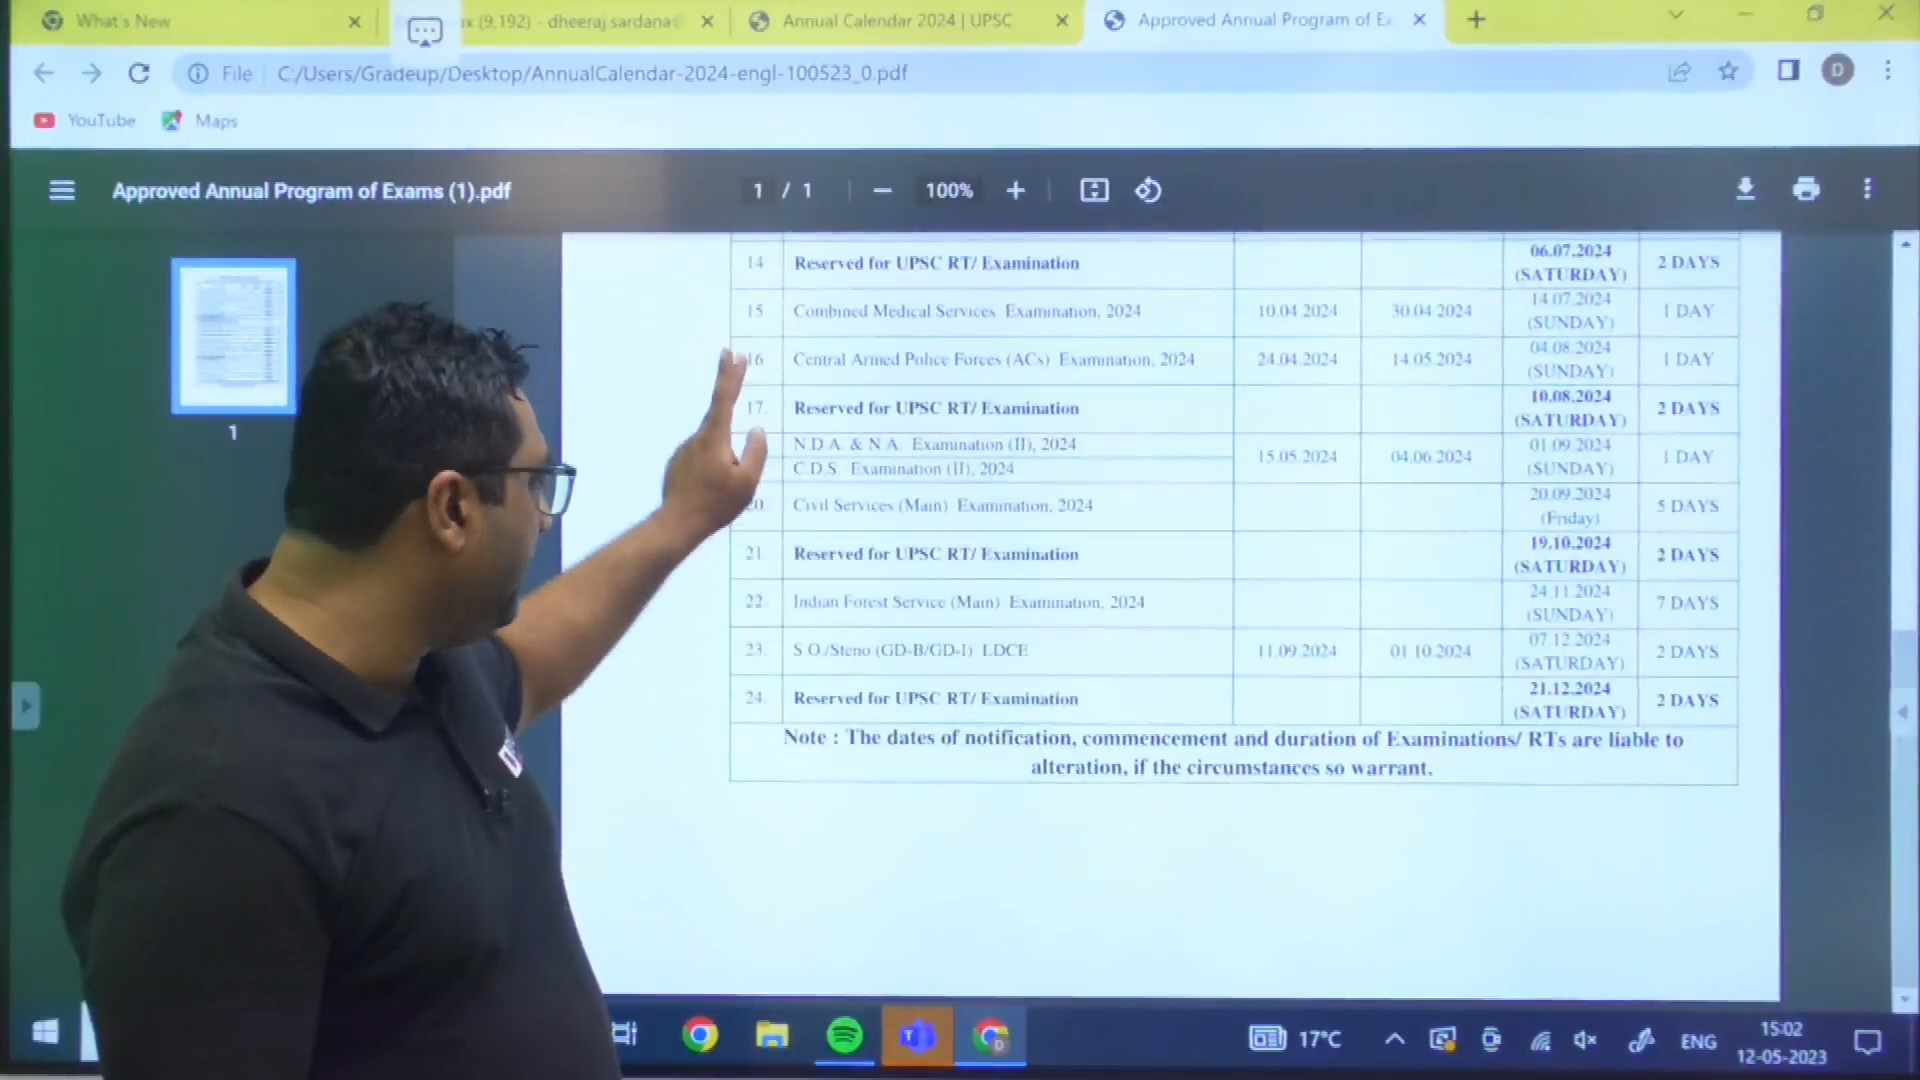 What's New
x (9,192) - dheeraj.sardana@
Annual Calendar 2024 | UPSC
Approved Annual Program of Ex
File C:/Users/Gradeup/Desktop/AnnualCalendar-2024-engl-100523_0.pdf
D
YouTube Maps
Approved Annual Program of Exams (1).pdf 1 / 1 100%
1
14 Reserved for UPSC RT/ Examination 06.07.2024 (SATURDAY) 2 DAYS
15 Combined Medical Services Examination, 2024 10.04.2024 30.04.2024 14.07.2024 (SUNDAY) 1 DAY
16 Central Armed Police Forces (ACs) Examination, 2024 24.04.2024 14.05.2024 04.08.2024 (SUNDAY) 1 DAY
17. Reserved for UPSC RT/ Examination 10.08.2024 (SATURDAY) 2 DAYS
N.D.A. & N.A. Examination (II), 2024 15.05.2024 04.06.2024 01.09.2024 (SUNDAY) 1 DAY
C.D.S. Examination (II), 2024
20. Civil Services (Main) Examination, 2024 20.09.2024 (Friday) 5 DAYS
21 Reserved for UPSC RT/ Examination 19.10.2024 (SATURDAY) 2 DAYS
22. Indian Forest Service (Main) Examination, 2024 24.11.2024 (SUNDAY) 7 DAYS
23. S.O./Steno (GD-B/GD-I) LDCE 11.09.2024 01.10.2024 07.12.2024 (SATURDAY) 2 DAYS
24. Reserved for UPSC RT/ Examination 21.12.2024 (SATURDAY) 2 DAYS
Note : The dates of notification, commencement and duration of Examinations/ RTs are liable to
alteration, if the circumstances so warrant.
17°C ENG 15:02
12-05-2023